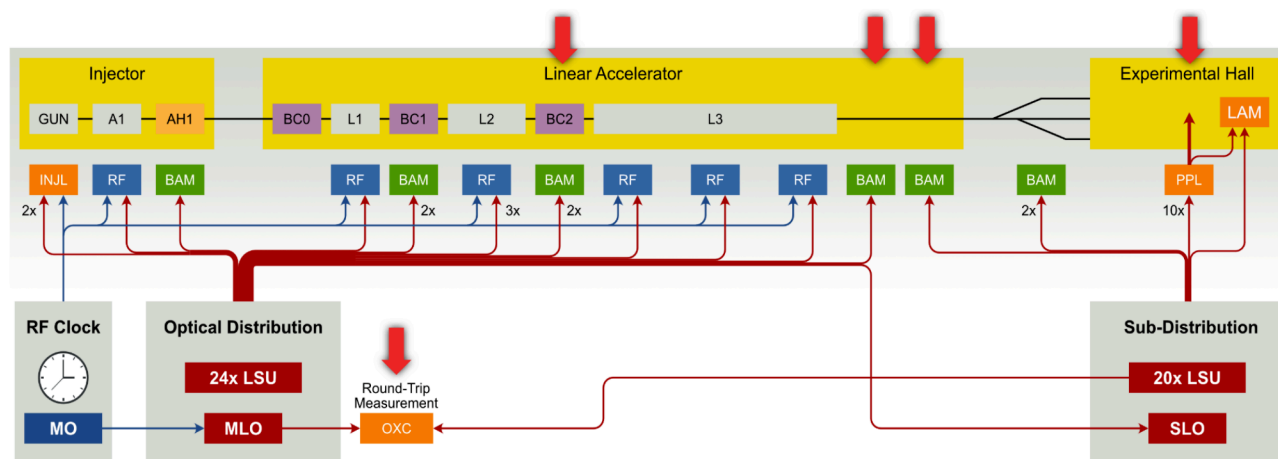 Injector
Linear Accelerator
Experimental Hall
GUN
A1
AH1
BC0
L1
BC1
L2
BC2
L3
LAM
INJL
RF
BAM
RF
BAM
RF
BAM
RF
RF
RF
BAM
BAM
BAM
PPL
2x
2x
3x
2x
2x
10x
RF Clock
Optical Distribution
Sub-Distribution
24x LSU
Round-Trip
Measurement
20x LSU
MO
MLO
OXC
SLO